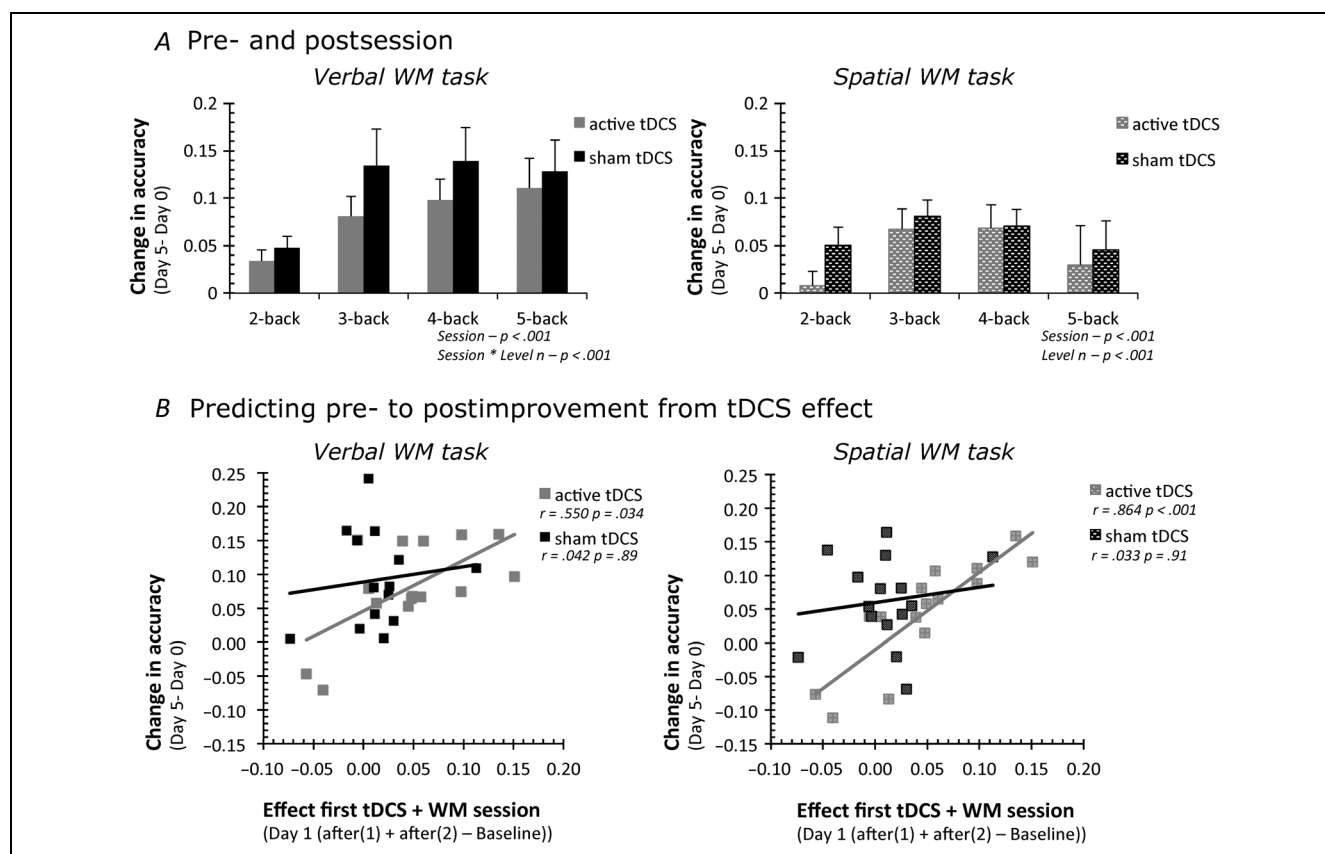 A Pre- and postsession
Verbal WM task
Change in accuracy
(Day 5- Day 0)
0.2
0.15
0.1
0.05
0
active tDCS
sham tDCS
2-back 3-back 4-back 5-back
Session – p < .001
Session * Level n – p < .001
Spatial WM task
Change in accuracy
(Day 5- Day 0)
0.2
0.15
0.1
0.05
0
active tDCS
sham tDCS
2-back 3-back 4-back 5-back
Session – p < .001
Level n – p < .001
B Predicting pre- to postimprovement from tDCS effect
Verbal WM task
Change in accuracy
(Day 5- Day 0)
0.25
0.20
0.15
0.10
0.05
0.00
−0.05
−0.10
−0.15
active tDCS
r = .550 p = .034
sham tDCS
r = .042 p = .89
−0.10 −0.05 0.00 0.05 0.10 0.15 0.20
Effect first tDCS + WM session
(Day 1 (after(1) + after(2) – Baseline))
Spatial WM task
Change in accuracy
(Day 5- Day 0)
0.25
0.20
0.15
0.10
0.05
0.00
−0.05
−0.10
−0.15
active tDCS
r = .864 p < .001
sham tDCS
r = .033 p = .91
−0.10 −0.05 0.00 0.05 0.10 0.15 0.20
Effect first tDCS + WM session
(Day 1 (after(1) + after(2) – Baseline))